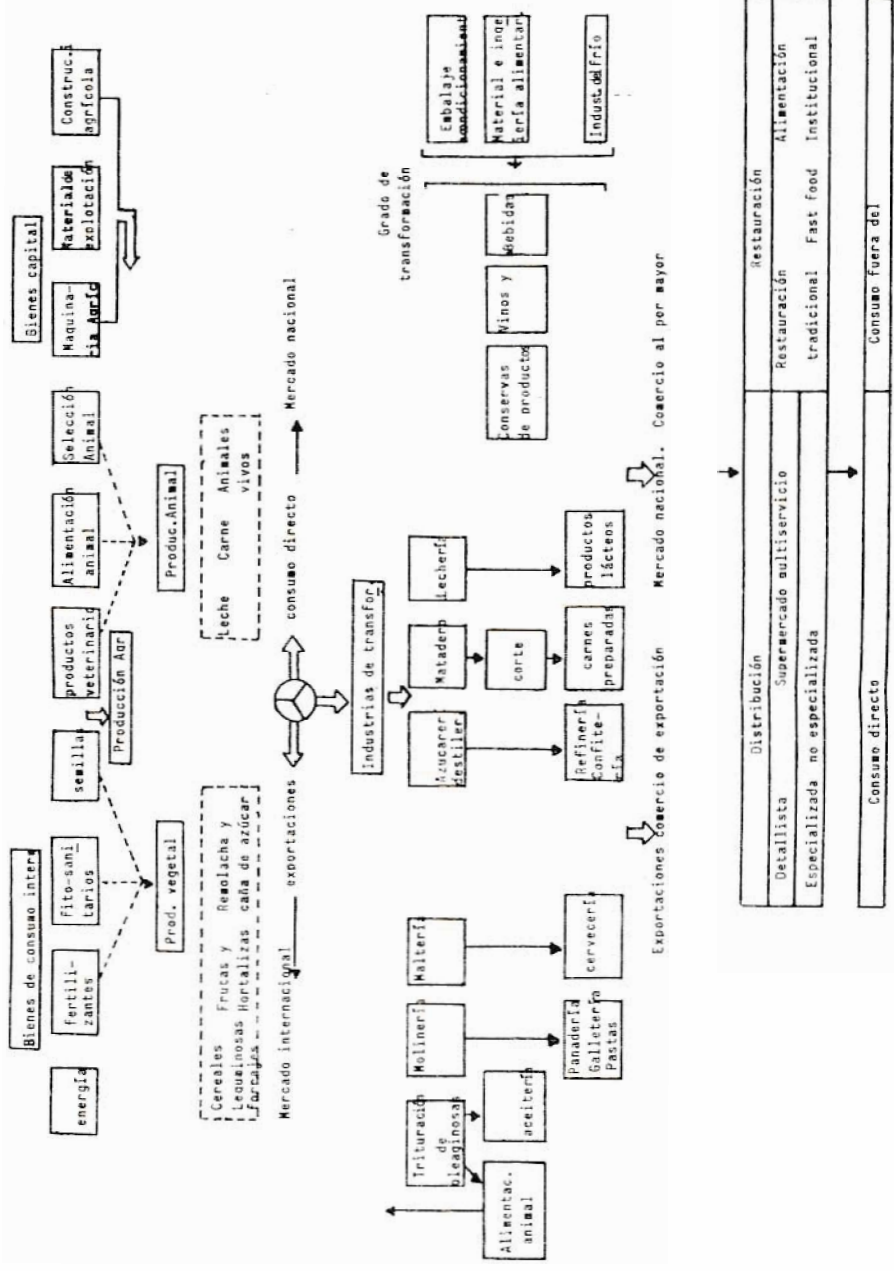 Bienes de consumo interm
Bienes capital
energía
fertili-
zantes
fito-sani
tarios
semillas
productos
veterinario
Alimentación
animal
Selección
Animal
Maquina-
ria Agríc
Material de
explotación
Construc.
agrícola
Producción Agr
Prod. vegetal
Produc.Animal
Cereales Frutas y Remolacha y
Leguminosas Hortalizas caña de azúcar
Forrajes
Leche Carne Animales
vivos
Mercado internacional
exportaciones
consumo directo
Mercado nacional
Industrias de transfor.
Grado de
transformación
Trituración
de
oleaginosas
Molinería
Maltería
Azucarer
destiler.
Matadero
Lechería
Conservas
de productos
Vinos y
Bebidas
Embalaje
acondicionamient
Material e inge
iería alimentar
Indust.del frío
Alimentac.
animal
aceitería
corte
Panadería
Galletería
Pastas
cervecería
Refinería
Confite-
ría
carnes
preparadas
productos
lácteos
Exportaciones comercio de exportación
Mercado nacional. Comercio al por mayor
Distribución
Restauración
Detallista Supermercado multiservicio
Restauración Alimentación
Especializada no especializada
tradicional Fast food Institucional
Consumo directo
Consumo fuera del